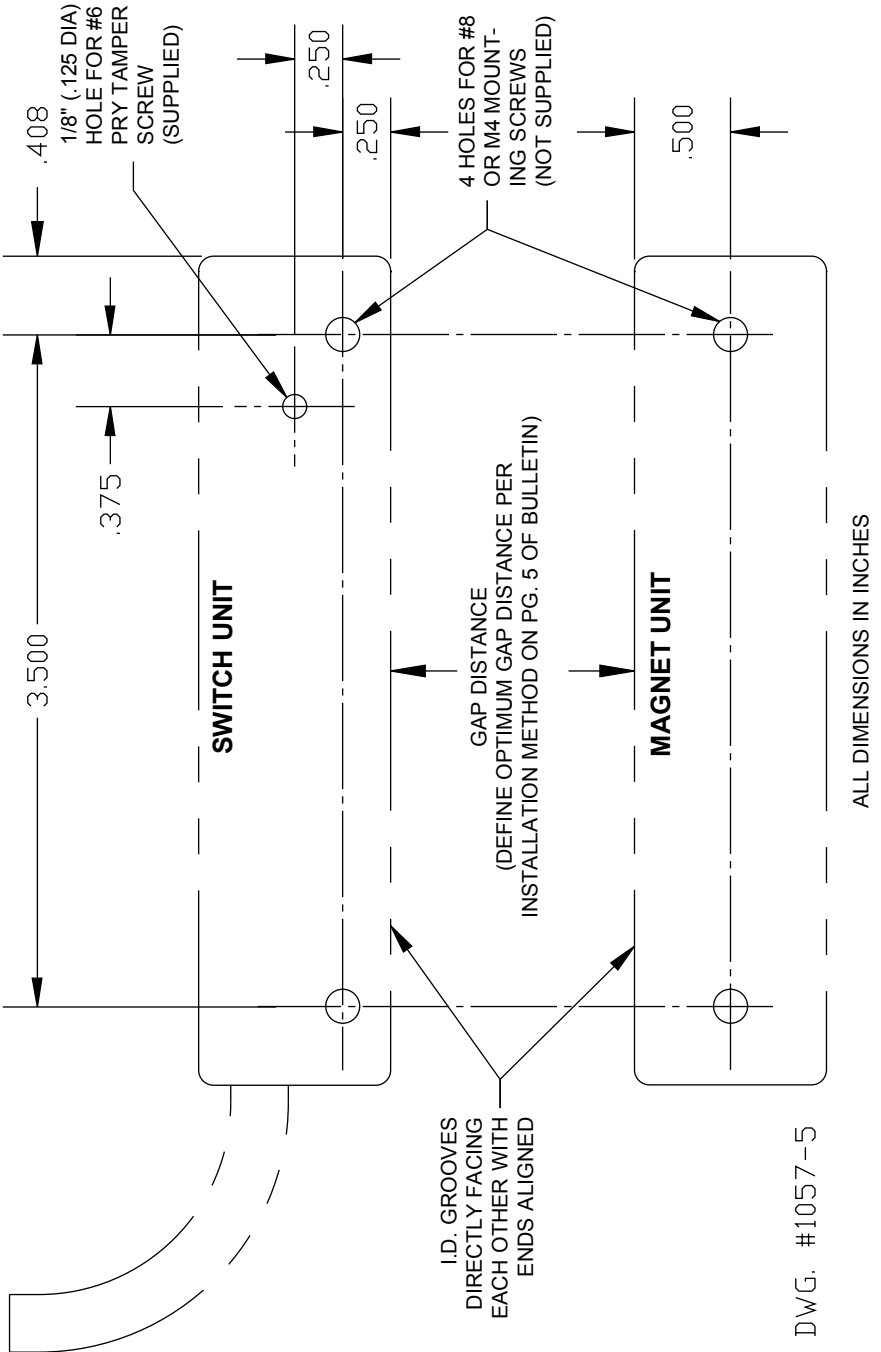 3.500
.408
.375
1/8" (.125 DIA)
HOLE FOR #6
PRY TAMPER
SCREW
(SUPPLIED)
.250
.250
SWITCH UNIT
4 HOLES FOR #8
OR M4 MOUNT-
ING SCREWS
(NOT SUPPLIED)
GAP DISTANCE
(DEFINE OPTIMUM GAP DISTANCE PER
INSTALLATION METHOD ON PG. 5 OF BULLETIN)
I.D. GROOVES
DIRECTLY FACING
EACH OTHER WITH
ENDS ALIGNED
.500
MAGNET UNIT
DWG. #1057-5
ALL DIMENSIONS IN INCHES